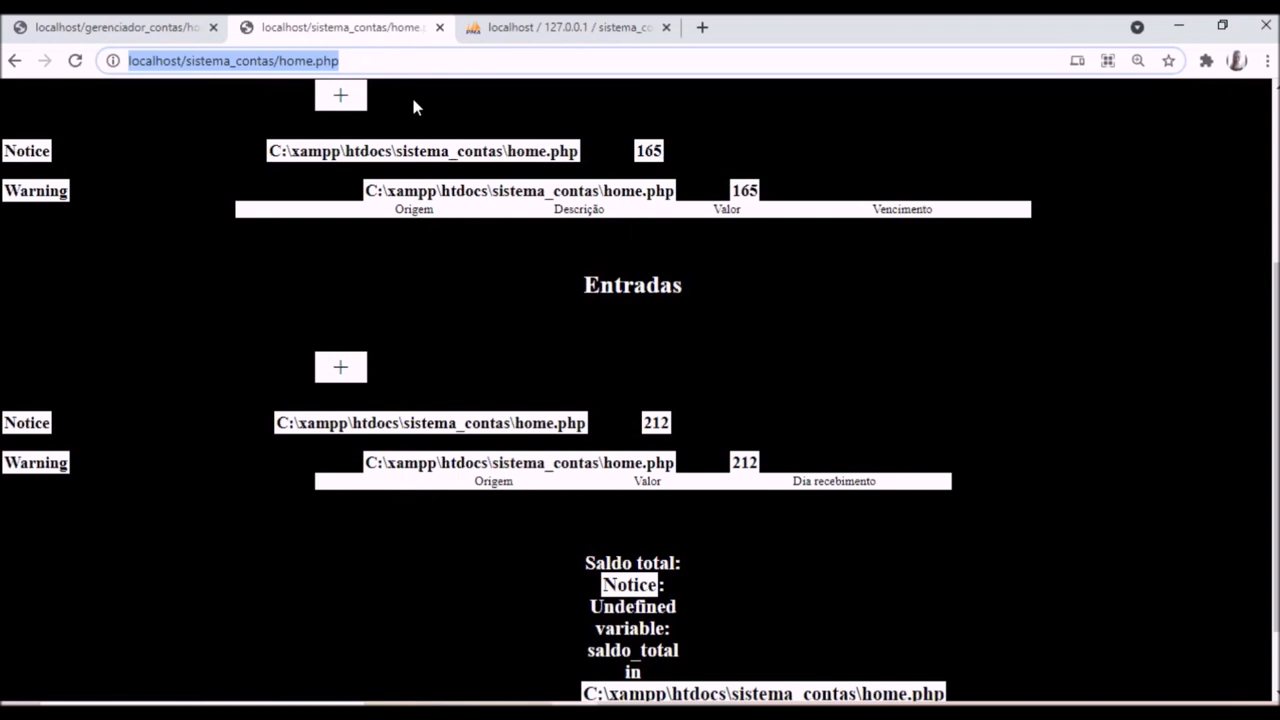 localhost/gerenciador_contas/ho
localhost/sistema_contas/home.
localhost / 127.0.0.1 / sistema_co
localhost/sistema_contas/home.php
+
Notice C:\xampp\htdocs\sistema_contas\home.php 165
Warning C:\xampp\htdocs\sistema_contas\home.php 165
Origem Descrição Valor Vencimento
Entradas
+
Notice C:\xampp\htdocs\sistema_contas\home.php 212
Warning C:\xampp\htdocs\sistema_contas\home.php 212
Origem Valor Dia recebimento
Saldo total:
Notice:
Undefined
variable:
saldo_total
in
C:\xampp\htdocs\sistema_contas\home.php